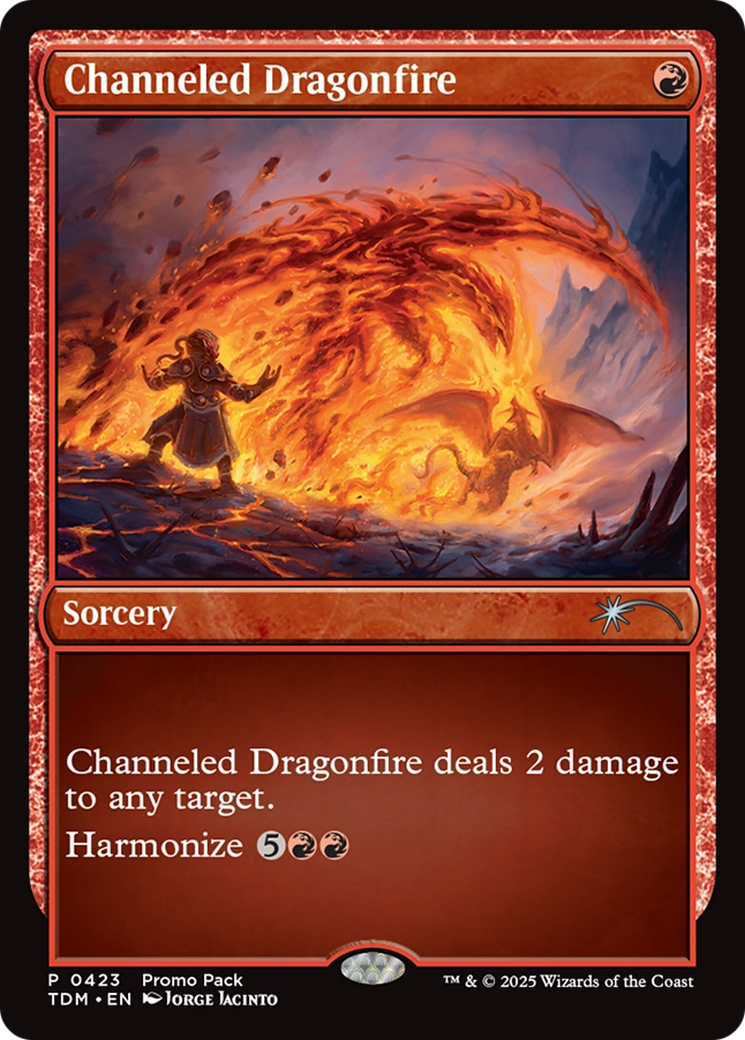 Channeled Dragonfire
Sorcery
Channeled Dragonfire deals 2 damage
to any target.
Harmonize 5
P 0423 Promo Pack
TDM • EN Jorge Jacinto
™ & © 2025 Wizards of the Coast